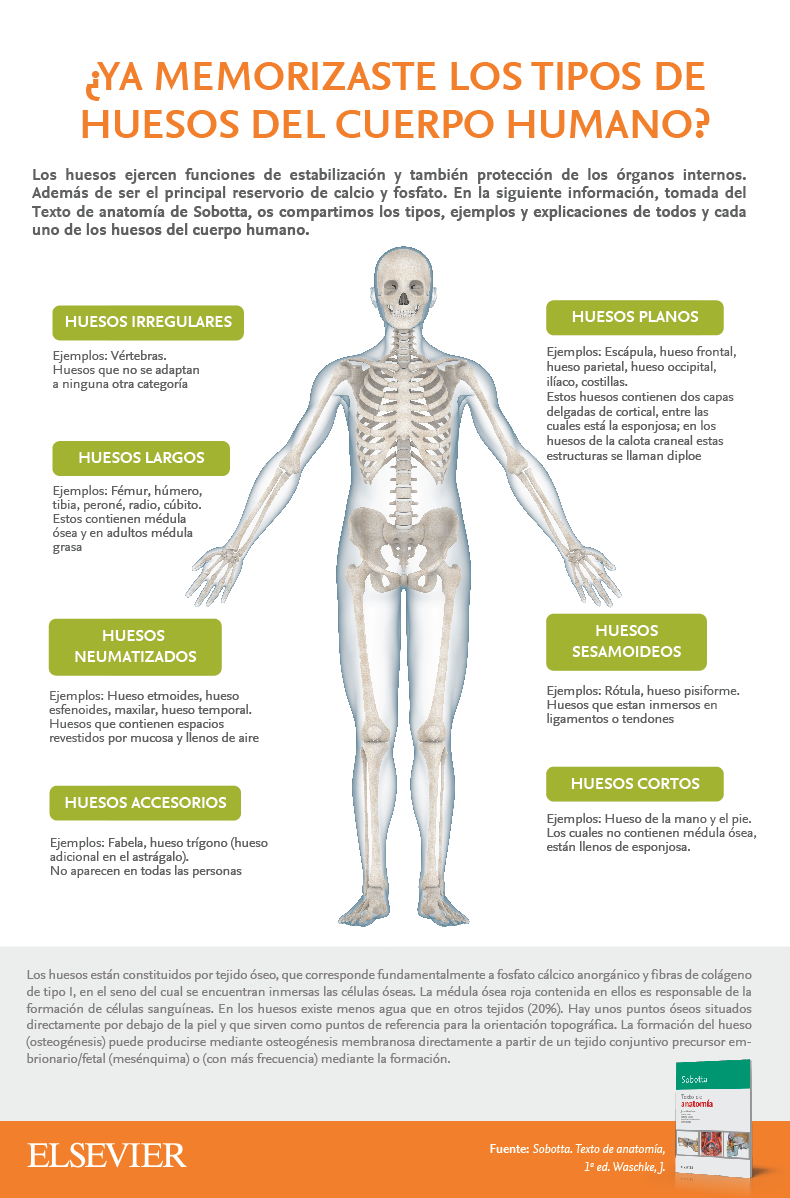 ¿YA MEMORIZASTE LOS TIPOS DE
HUESOS DEL CUERPO HUMANO?
Los huesos ejercen funciones de estabilización y también protección de los órganos internos.
Además de ser el principal reservorio de calcio y fosfato. En la siguiente información, tomada del
Texto de anatomía de Sobotta, os compartimos los tipos, ejemplos y explicaciones de todos y cada
uno de los huesos del cuerpo humano.
HUESOS IRREGULARES
Ejemplos: Vértebras.
Huesos que no se adaptan
a ninguna otra categoría
HUESOS LARGOS
Ejemplos: Fémur, húmero,
tibia, peroné, radio, cúbito.
Estos contienen médula
ósea y en adultos médula
grasa
HUESOS
NEUMATIZADOS
Ejemplos: Hueso etmoides, hueso
esfenoides, maxilar, hueso temporal.
Huesos que contienen espacios
revestidos por mucosa y llenos de aire
HUESOS ACCESORIOS
Ejemplos: Fabela, hueso trígono (hueso
adicional en el astrágalo).
No aparecen en todas las personas
HUESOS PLANOS
Ejemplos: Escápula, hueso frontal,
hueso parietal, hueso occipital,
ilíaco, costillas.
Estos huesos contienen dos capas
delgadas de cortical, entre las
cuales está la esponjosa; en los
huesos de la calota craneal estas
estructuras se llaman diploe
HUESOS
SESAMOIDEOS
Ejemplos: Rótula, hueso pisiforme.
Huesos que estan inmersos en
ligamentos o tendones
HUESOS CORTOS
Ejemplos: Hueso de la mano y el pie.
Los cuales no contienen médula ósea,
están llenos de esponjosa.
Los huesos están constituidos por tejido óseo, que corresponde fundamentalmente a fosfato cálcico anorgánico y fibras de colágeno
de tipo I, en el seno del cual se encuentran inmersas las células óseas. La médula ósea roja contenida en ellos es responsable de la
formación de células sanguíneas. En los huesos existe menos agua que en otros tejidos (20%). Hay unos puntos óseos situados
directamente por debajo de la piel y que sirven como puntos de referencia para la orientación topográfica. La formación del hueso
(osteogénesis) puede producirse mediante osteogénesis membranosa directamente a partir de un tejido conjuntivo precursor em-
brionario/fetal (mesénquima) o (con más frecuencia) mediante la formación.
Sobotta
Texto de
anatomía
ELSEVIER
Fuente: Sobotta. Texto de anatomía,
1ª ed. Waschke, J.